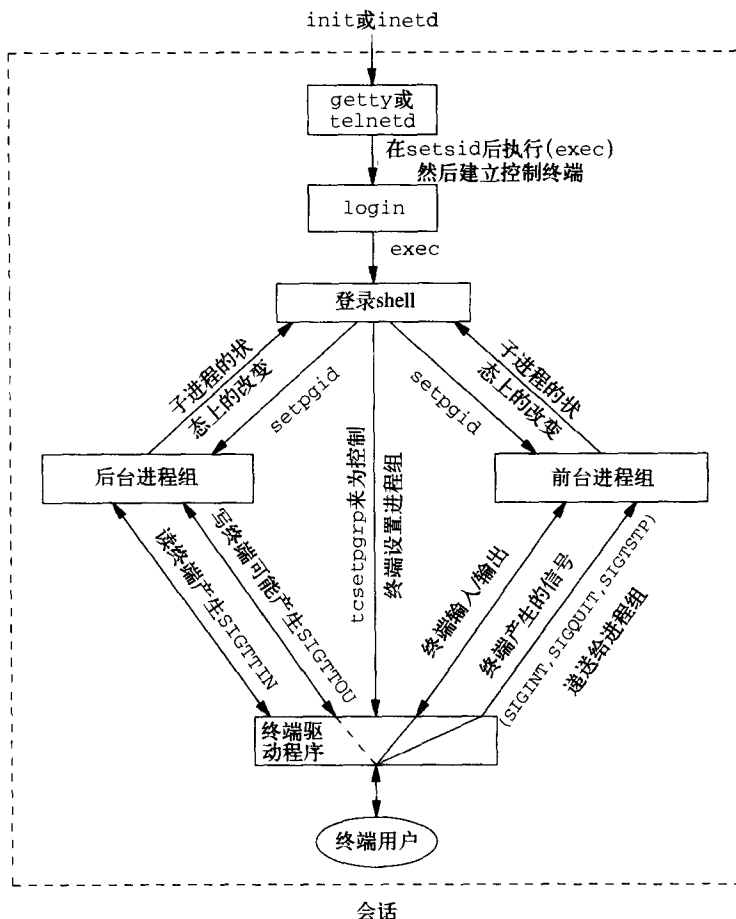 init或inetd
getty或
telnetd
在setsid后执行(exec)
然后建立控制终端
login
exec
登录shell
子进程的状
态上的改变
setpgid
setpgid
子进程的状
态上的改变
后台进程组
tcsetpgrp来为控制
终端设置进程组
前台进程组
读终端产生SIGTTIN
写终端可能产生SIGTTOU
终端输入/输出
终端产生的信号
(SIGINT,SIGQUIT,SIGTSTP)
递送给进程组
终端驱
动程序
终端用户
会话